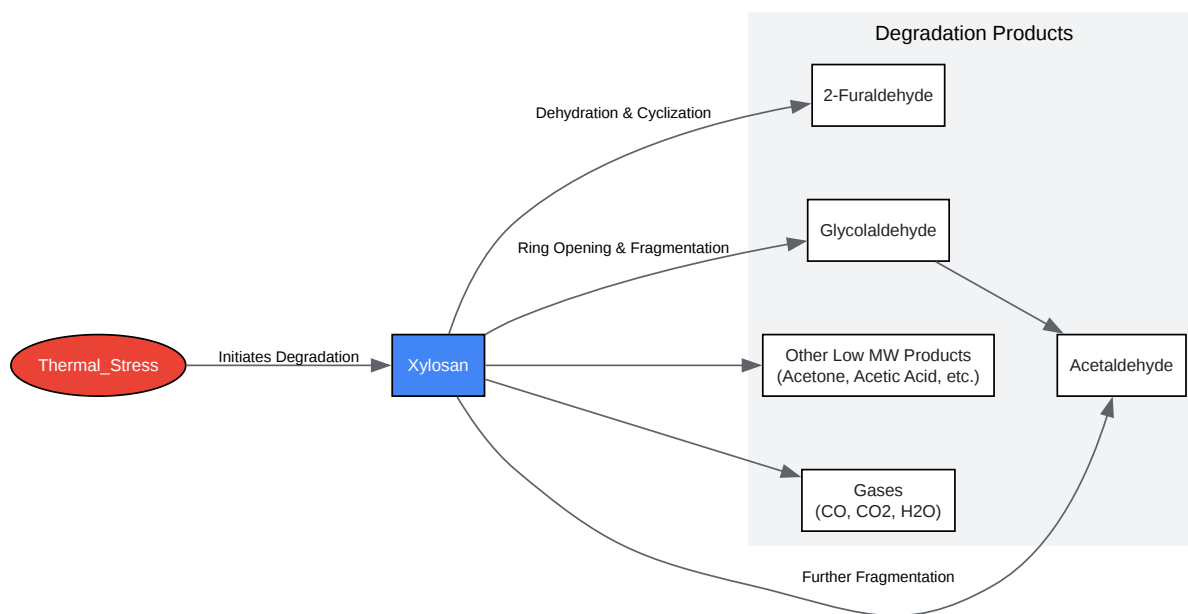 Degradation Products
2-Furaldehyde
Dehydration & Cyclization
Glycolaldehyde
Ring Opening & Fragmentation
Thermal_Stress
Initiates Degradation
Xylosan
Other Low MW Products
(Acetone, Acetic Acid, etc.)
Acetaldehyde
Gases
(CO, CO2, H2O)
Further Fragmentation